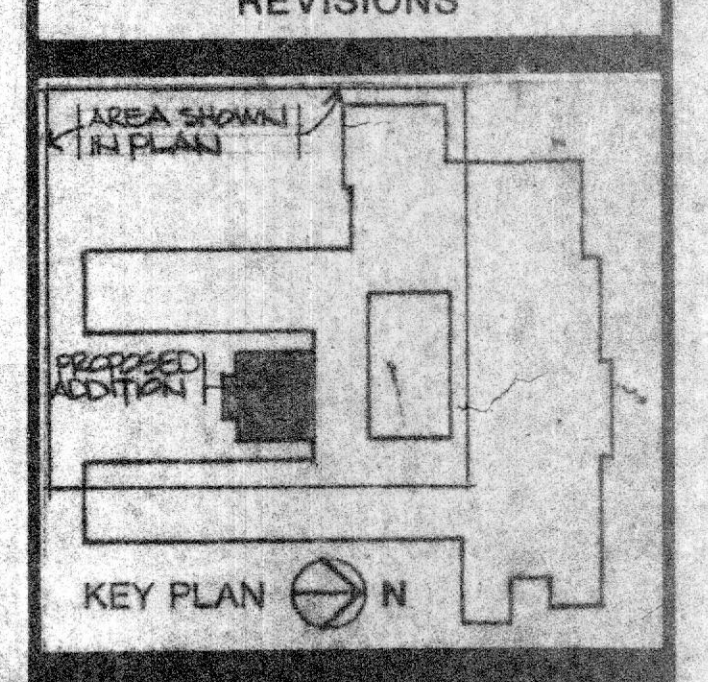 REVISIONS
AREA SHOWN
IN PLAN
PROPOSED
ADDITION
KEY PLAN N